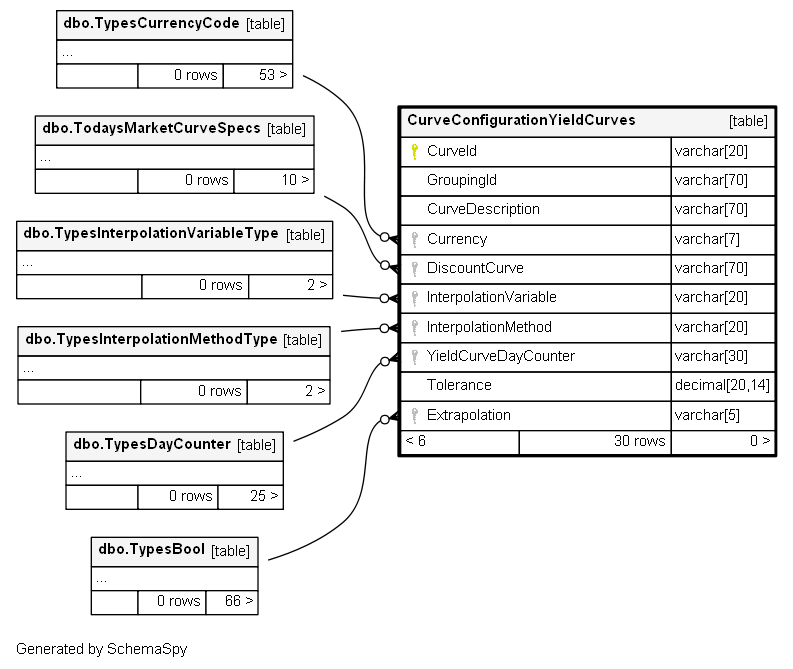 dbo.TypesCurrencyCode [table]
...
0 rows 53 >
dbo.TodaysMarketCurveSpecs [table]
...
0 rows 10 >
dbo.TypesInterpolationVariableType [table]
...
0 rows 2 >
dbo.TypesInterpolationMethodType [table]
...
0 rows 2 >
dbo.TypesDayCounter [table]
...
0 rows 25 >
dbo.TypesBool [table]
...
0 rows 66 >
CurveConfigurationYieldCurves [table]
CurveId varchar[20]
GroupingId varchar[70]
CurveDescription varchar[70]
Currency varchar[7]
DiscountCurve varchar[70]
InterpolationVariable varchar[20]
InterpolationMethod varchar[20]
YieldCurveDayCounter varchar[30]
Tolerance decimal[20,14]
Extrapolation varchar[5]
< 6 30 rows 0 >
Generated by SchemaSpy